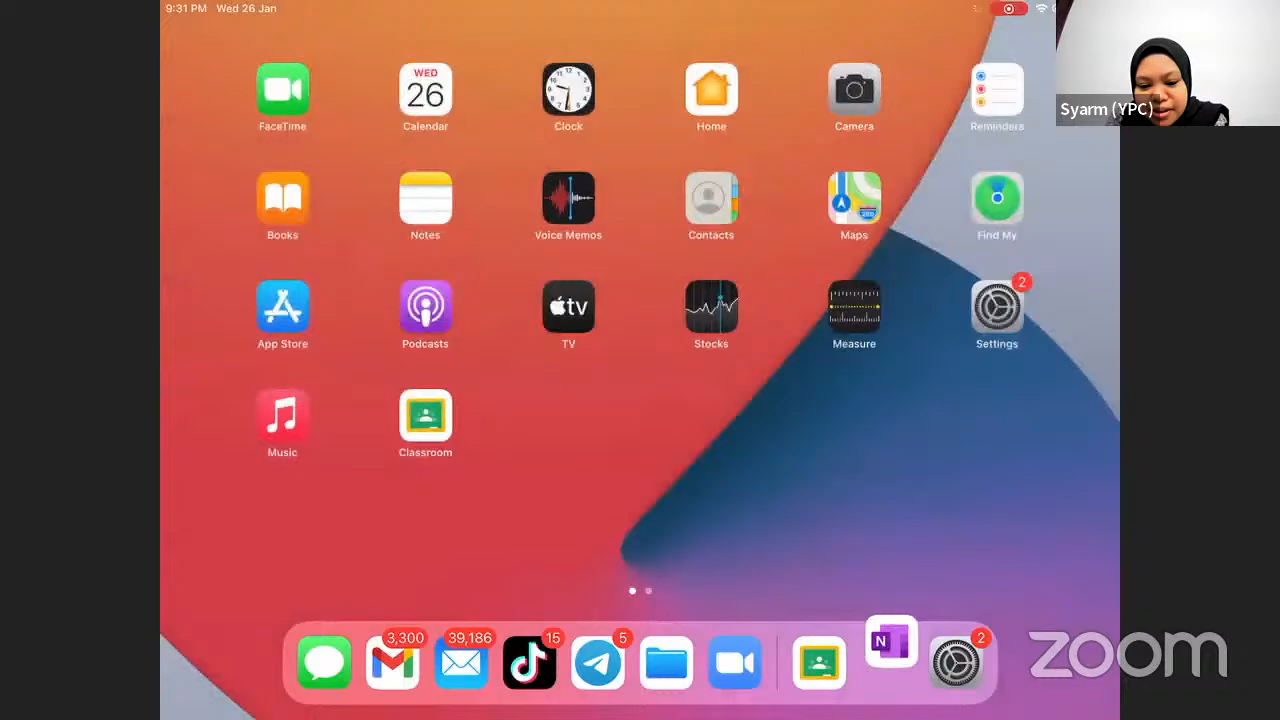 9:31 PM Wed 26 Jan
Syarm (YPC)
WED
26
FaceTime
Calendar
Clock
Home
Camera
Reminders
Books
Notes
Voice Memos
Contacts
Maps
Find My
tv
2
App Store
Podcasts
TV
Stocks
Measure
Settings
Music
Classroom
3,300
39,186
15
5
N
2
zoom